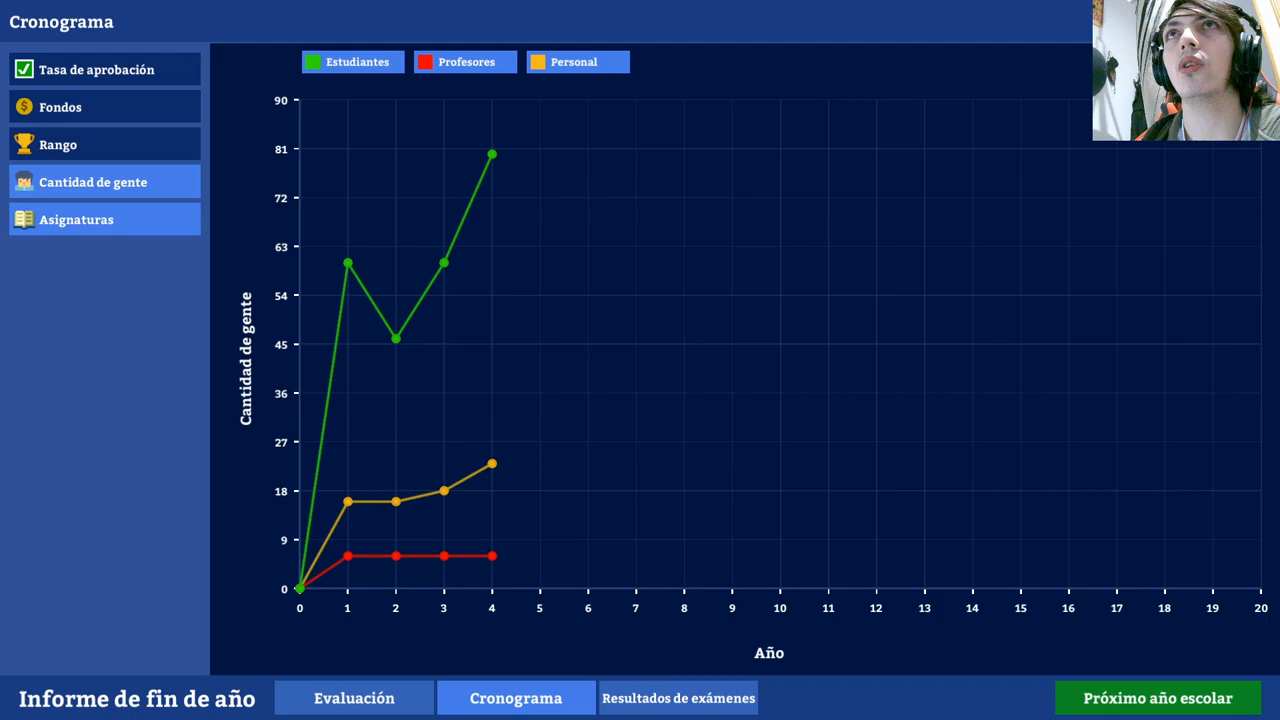 Cronograma
Tasa de aprobación
Fondos
Rango
Cantidad de gente
Asignaturas
Estudiantes Profesores Personal
90
81
72
63
54
45
36
27
18
9
0
Cantidad de gente
0 1 2 3 4 5 6 7 8 9 10 11 12 13 14 15 16 17 18 19 20
Año
Informe de fin de año Evaluación Cronograma Resultados de exámenes Próximo año escolar